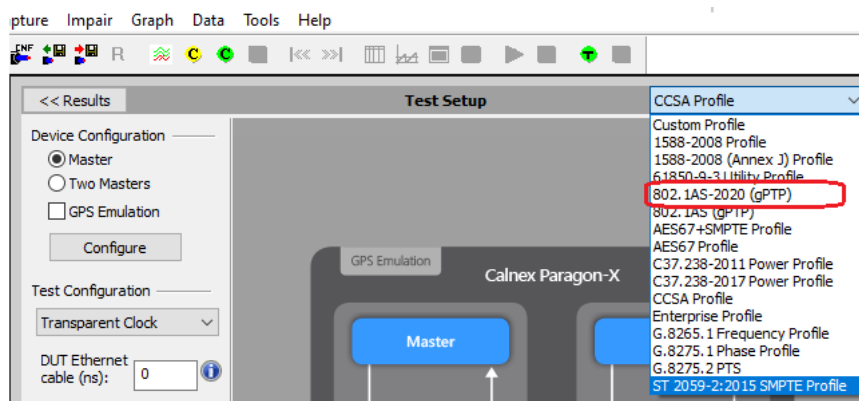 pture Impair Graph Data Tools Help
CNF R C C T
<< Results
Test Setup
CCSA Profile
Device Configuration
Master
Two Masters
GPS Emulation
Configure
Test Configuration
Transparent Clock
DUT Ethernet
cable (ns):
0
i
GPS Emulation
Calnex Paragon-X
Master
Custom Profile
1588-2008 Profile
1588-2008 (Annex J) Profile
61850-9-3 Utility Profile
802.1AS-2020 (gPTP)
802.1AS (gPTP)
AES67+SMPTE Profile
AES67 Profile
C37.238-2011 Power Profile
C37.238-2017 Power Profile
CCSA Profile
Enterprise Profile
G.8265.1 Frequency Profile
G.8275.1 Phase Profile
G.8275.2 PTS
ST 2059-2:2015 SMPTE Profile